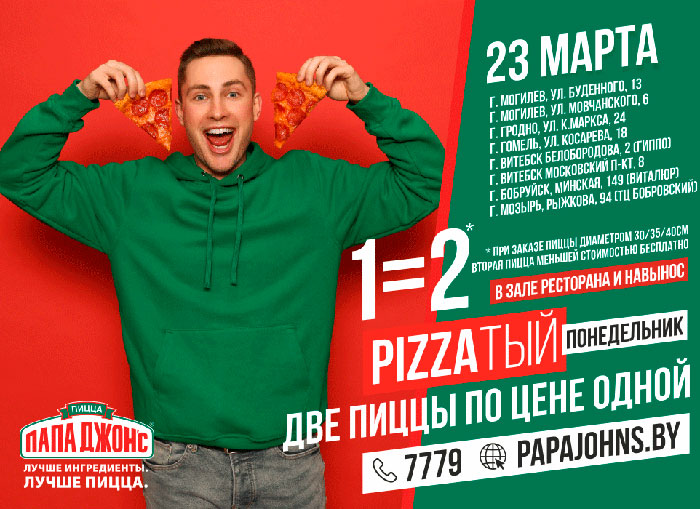 23 МАРТА
Г. МОГИЛЕВ, УЛ. БУДЕННОГО, 13
Г. МОГИЛЕВ, УЛ. МОВЧАНСКОГО, 6
Г. ГРОДНО, УЛ. К.МАРКСА, 24
Г. ГОМЕЛЬ, УЛ. КОСАРЕВА, 18
Г. ВИТЕБСК БЕЛОБОРОДОВА, 2 (ГИППО)
Г. ВИТЕБСК МОСКОВСКИЙ П-КТ, 8
Г. БОБРУЙСК, МИНСКАЯ, 149 (ВИТАЛЮР)
Г. МОЗЫРЬ, РЫЖКОВА, 94 (ТЦ БОБРОВСКИЙ)
1=2*
* ПРИ ЗАКАЗЕ ПИЦЦЫ ДИАМЕТРОМ 30/35/40СМ
ВТОРАЯ ПИЦЦА МЕНЬШЕЙ СТОИМОСТЬЮ БЕСПЛАТНО
В ЗАЛЕ РЕСТОРАНА И НАВЫНОС
PIZZAТЫЙ ПОНЕДЕЛЬНИК
ДВЕ ПИЦЦЫ ПО ЦЕНЕ ОДНОЙ
7779 PAPAJOHNS.BY
ПИЦЦА
ПАПА ДЖОНС
ЛУЧШЕ ИНГРЕДИЕНТЫ.
ЛУЧШЕ ПИЦЦА.